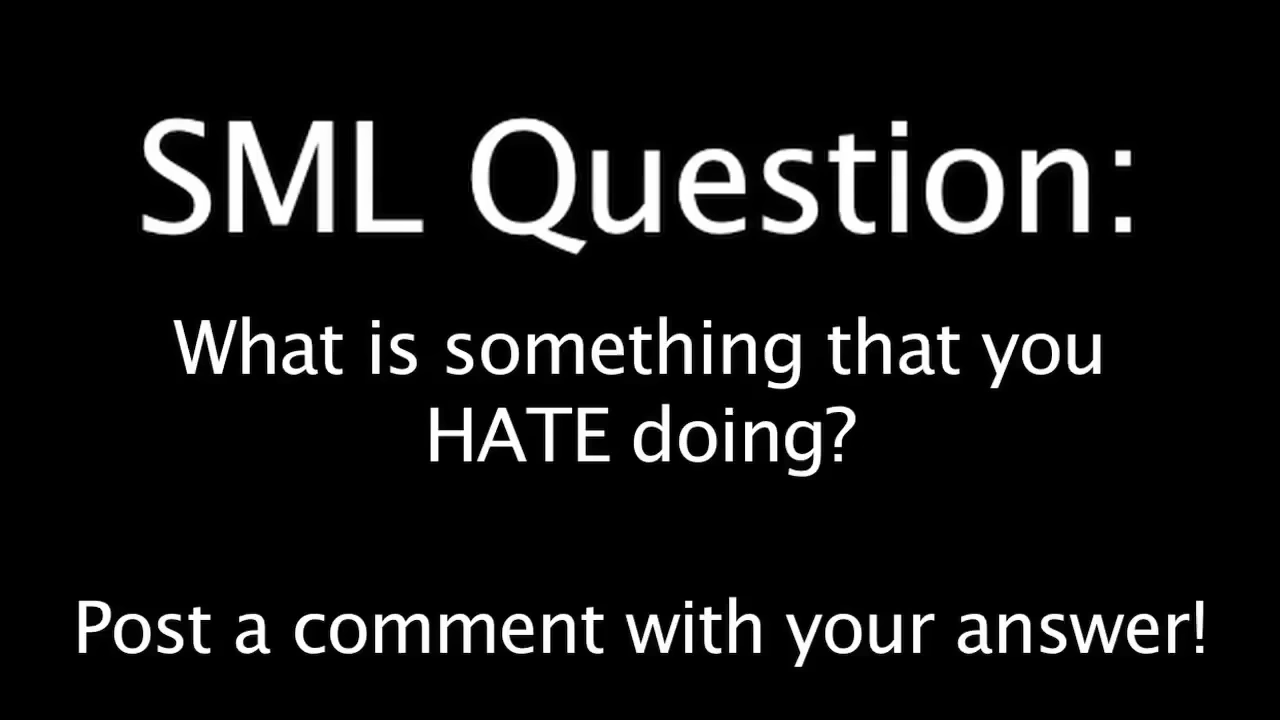 SML Question:
What is something that you
HATE doing?
Post a comment with your answer!